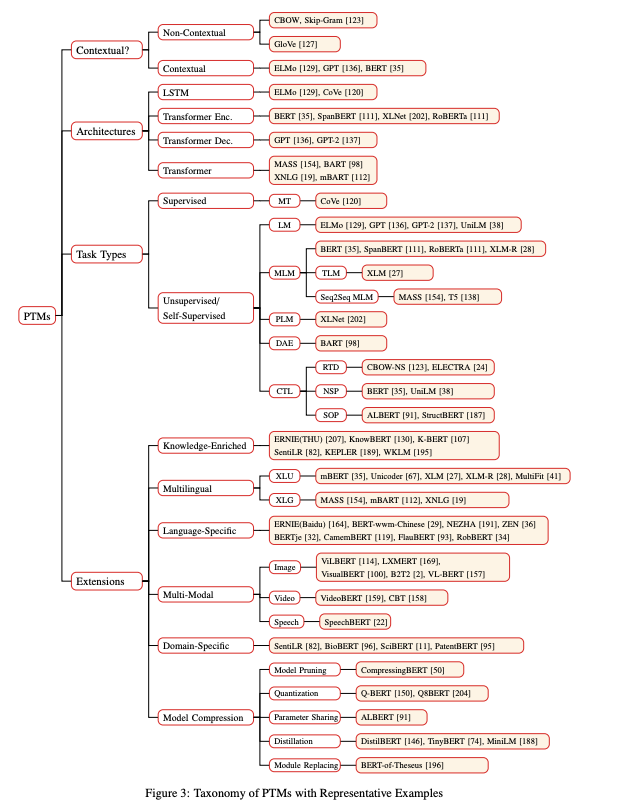 CBOW, Skip-Gram [123]
Non-Contextual
GloVe [127]
Contextual?
Contextual
ELMo [129], GPT [136], BERT [35]
LSTM
ELMo [129], CoVe [120]
Transformer Enc.
BERT [35], SpanBERT [111], XLNet [202], RoBERTa [111]
Architectures
Transformer Dec.
GPT [136], GPT-2 [137]
Transformer
MASS [154], BART [98]
XNLG [19], mBART [112]
Supervised
MT
CoVe [120]
LM
ELMo [129], GPT [136], GPT-2 [137], UniLM [38]
Task Types
BERT [35], SpanBERT [111], RoBERTa [111], XLM-R [28]
MLM
TLM
XLM [27]
Seq2Seq MLM
MASS [154], T5 [138]
Unsupervised/
Self-Supervised
PTMs
PLM
XLNet [202]
DAE
BART [98]
RTD
CBOW-NS [123], ELECTRA [24]
CTL
NSP
BERT [35], UniLM [38]
SOP
ALBERT [91], StructBERT [187]
Knowledge-Enriched
ERNIE(THU) [207], KnowBERT [130], K-BERT [107]
SentiLR [82], KEPLER [189], WKLM [195]
XLU
mBERT [35], Unicoder [67], XLM [27], XLM-R [28], MultiFit [41]
Multilingual
XLG
MASS [154], mBART [112], XNLG [19]
Language-Specific
ERNIE(Baidu) [164], BERT-wwm-Chinese [29], NEZHA [191], ZEN [36]
BERTje [32], CamemBERT [119], FlauBERT [93], RobBERT [34]
Extensions
Image
ViLBERT [114], LXMERT [169],
VisualBERT [100], B2T2 [2], VL-BERT [157]
Multi-Modal
Video
VideoBERT [159], CBT [158]
Speech
SpeechBERT [22]
Domain-Specific
SentiLR [82], BioBERT [96], SciBERT [11], PatentBERT [95]
Model Pruning
CompressingBERT [50]
Quantization
Q-BERT [150], Q8BERT [204]
Model Compression
Parameter Sharing
ALBERT [91]
Distillation
DistilBERT [146], TinyBERT [74], MiniLM [188]
Module Replacing
BERT-of-Theseus [196]
Figure 3: Taxonomy of PTMs with Representative Examples